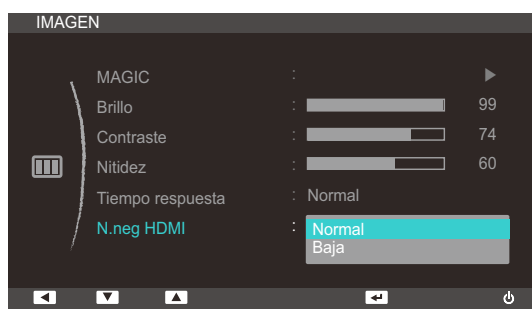 IMAGEN
MAGIC :
Brillo : 99
Contraste : 74
Nitidez : 60
Tiempo respuesta : Normal
N.neg HDMI : Normal
Baja